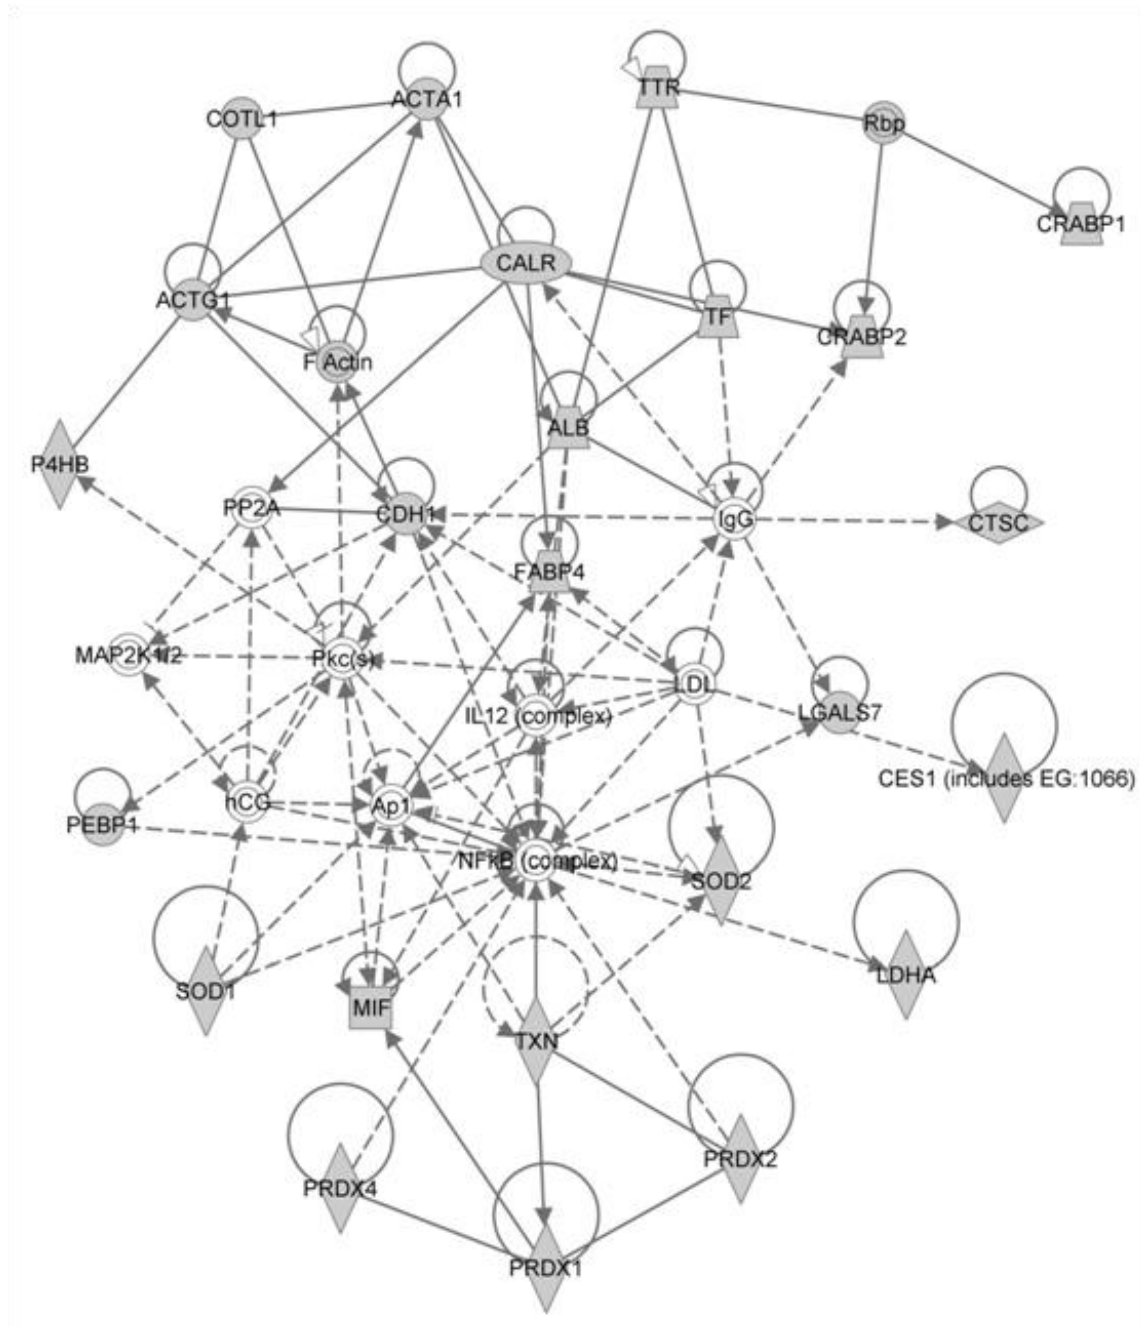 TTR
ACTA1
COTL1
Rbp
CRABP1
CALR
ACTG1
TF
CRABP2
F Actin
ALB
P4HB
PP2A
CDH1
IgG
CTSC
FABP4
MAP2K1/2
Pkc(s)
LDL
IL12 (complex)
LGALS7
CES1 (includes EG:1066)
hCG
Ap1
PEBP1
NFkB (complex)
SOD2
SOD1
LDHA
MIF
TXN
PRDX2
PRDX4
PRDX1